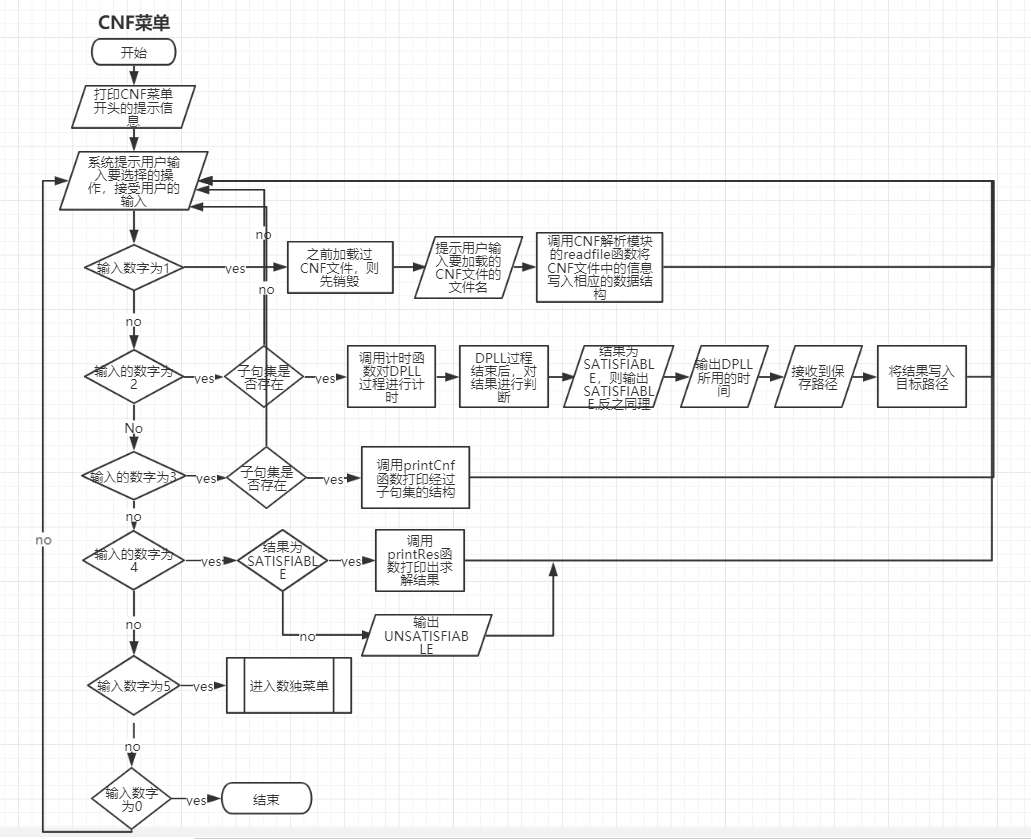 CNF菜单
开始
打印CNF菜单
开头的提示信
息
系统提示用户输
入要选择的操
作，接受用户的
输入
no
输入数字为1
yes
之前加载过
CNF文件，则
先销毁
提示用户输
入要加载的
CNF文件的
文件名
调用CNF解析模块
的readfile函数将
CNF文件中的信息
写入相应的数据结
构
no
no
输入的数字为
2
yes
子句集是
否存在
yes
调用计时函
数对DPLL
过程进行计
时
DPLL过程
结束后，对
结果进行判
断
结果为
SATISFIABL
E，则输出
SATISFIABL
E,反之同理
输出DPLL
所用的时
间
接收到保
存路径
将结果写入
目标路径
No
输入的数字为3
yes
子句集是
否存在
yes
调用printCnf
函数打印经过
子句集的结构
no
no
输入的数字为
4
yes
结果为
SATISFIABL
E
yes
调用
printRes函
数打印出求
解结果
no
no
输出
UNSATISFIAB
LE
输入数字为5
yes
进入数独菜单
no
输入数字
为0
yes
结束